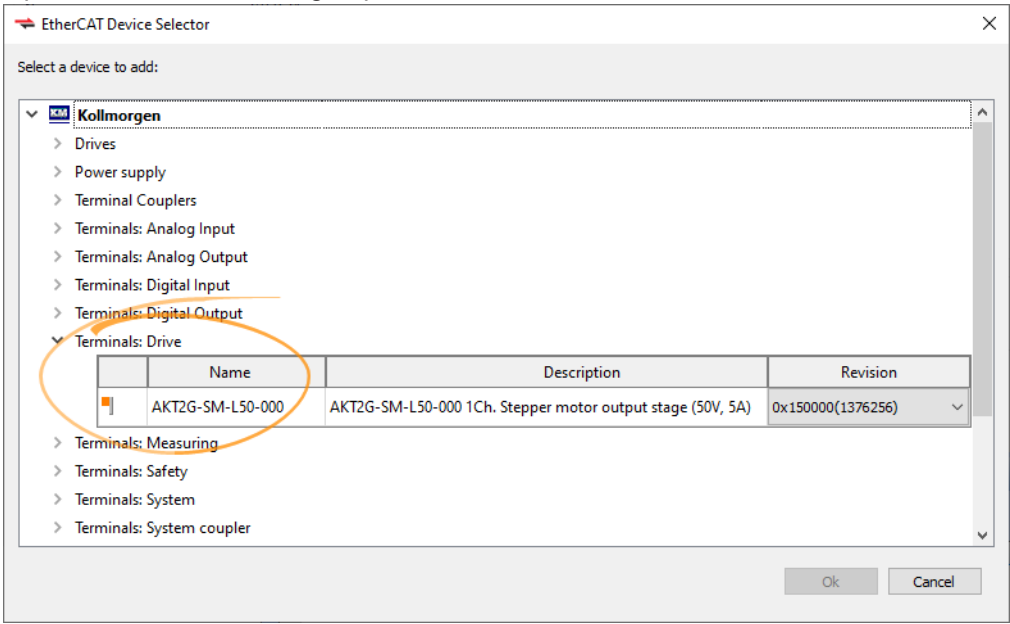 EtherCAT Device Selector
Select a device to add:
KM Kollmorgen
Drives
Power supply
Terminal Couplers
Terminals: Analog Input
Terminals: Analog Output
Terminals: Digital Input
Terminals: Digital Output
Terminals: Drive
Name Description Revision
AKT2G-SM-L50-000 AKT2G-SM-L50-000 1Ch. Stepper motor output stage (50V, 5A) 0x150000(1376256)
Terminals: Measuring
Terminals: Safety
Terminals: System
Terminals: System coupler
Ok Cancel